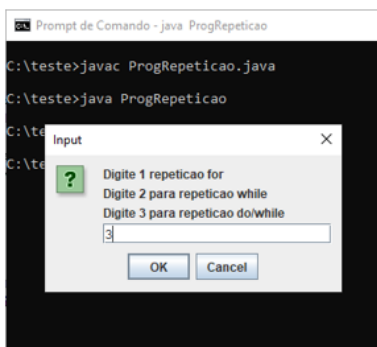 Prompt de Comando - java ProgRepeticao
C:\teste>javac ProgRepeticao.java
C:\teste>java ProgRepeticao
C:\te
Input
C:\te
Digite 1 repeticao for
Digite 2 para repeticao while
Digite 3 para repeticao do/while
3
OK Cancel